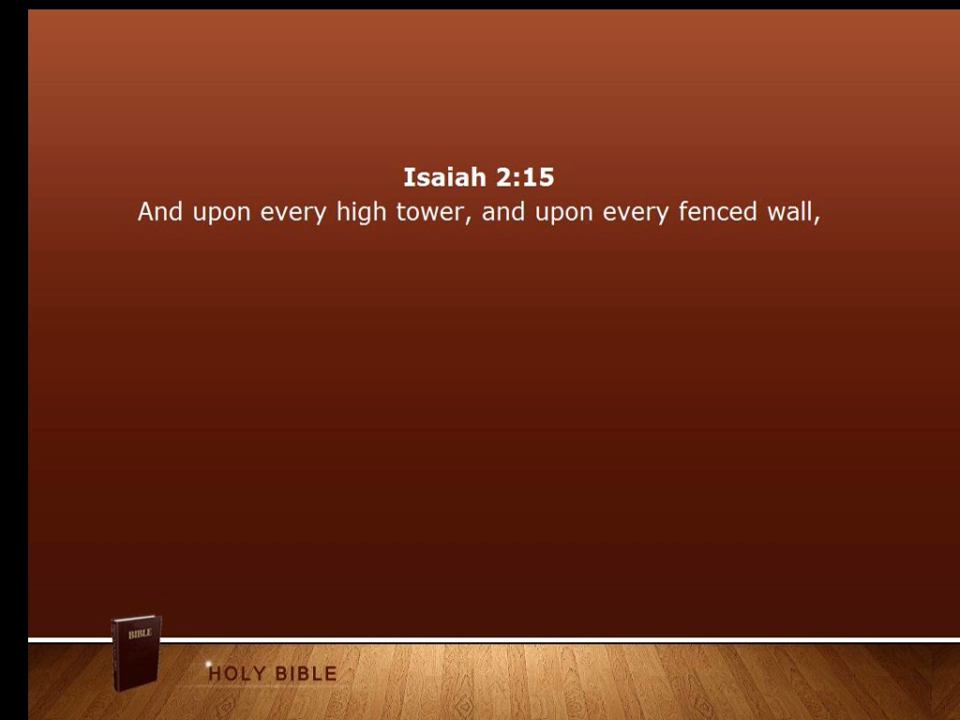 Isaiah 2:15
And upon every high tower, and upon every fenced wall,
BIBLE
HOLY BIBLE